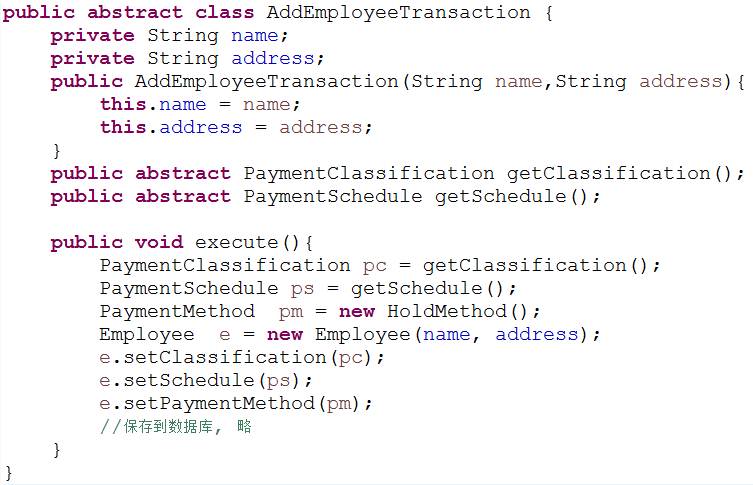 public abstract class AddEmployeeTransaction {
    private String name;
    private String address;
    public AddEmployeeTransaction(String name,String address){
        this.name = name;
        this.address = address;
    }
    public abstract PaymentClassification getClassification();
    public abstract PaymentSchedule getSchedule();

    public void execute(){
        PaymentClassification pc = getClassification();
        PaymentSchedule ps = getSchedule();
        PaymentMethod  pm = new HoldMethod();
        Employee  e = new Employee(name, address);
        e.setClassification(pc);
        e.setSchedule(ps);
        e.setPaymentMethod(pm);
        //保存到数据库, 略
    }
}